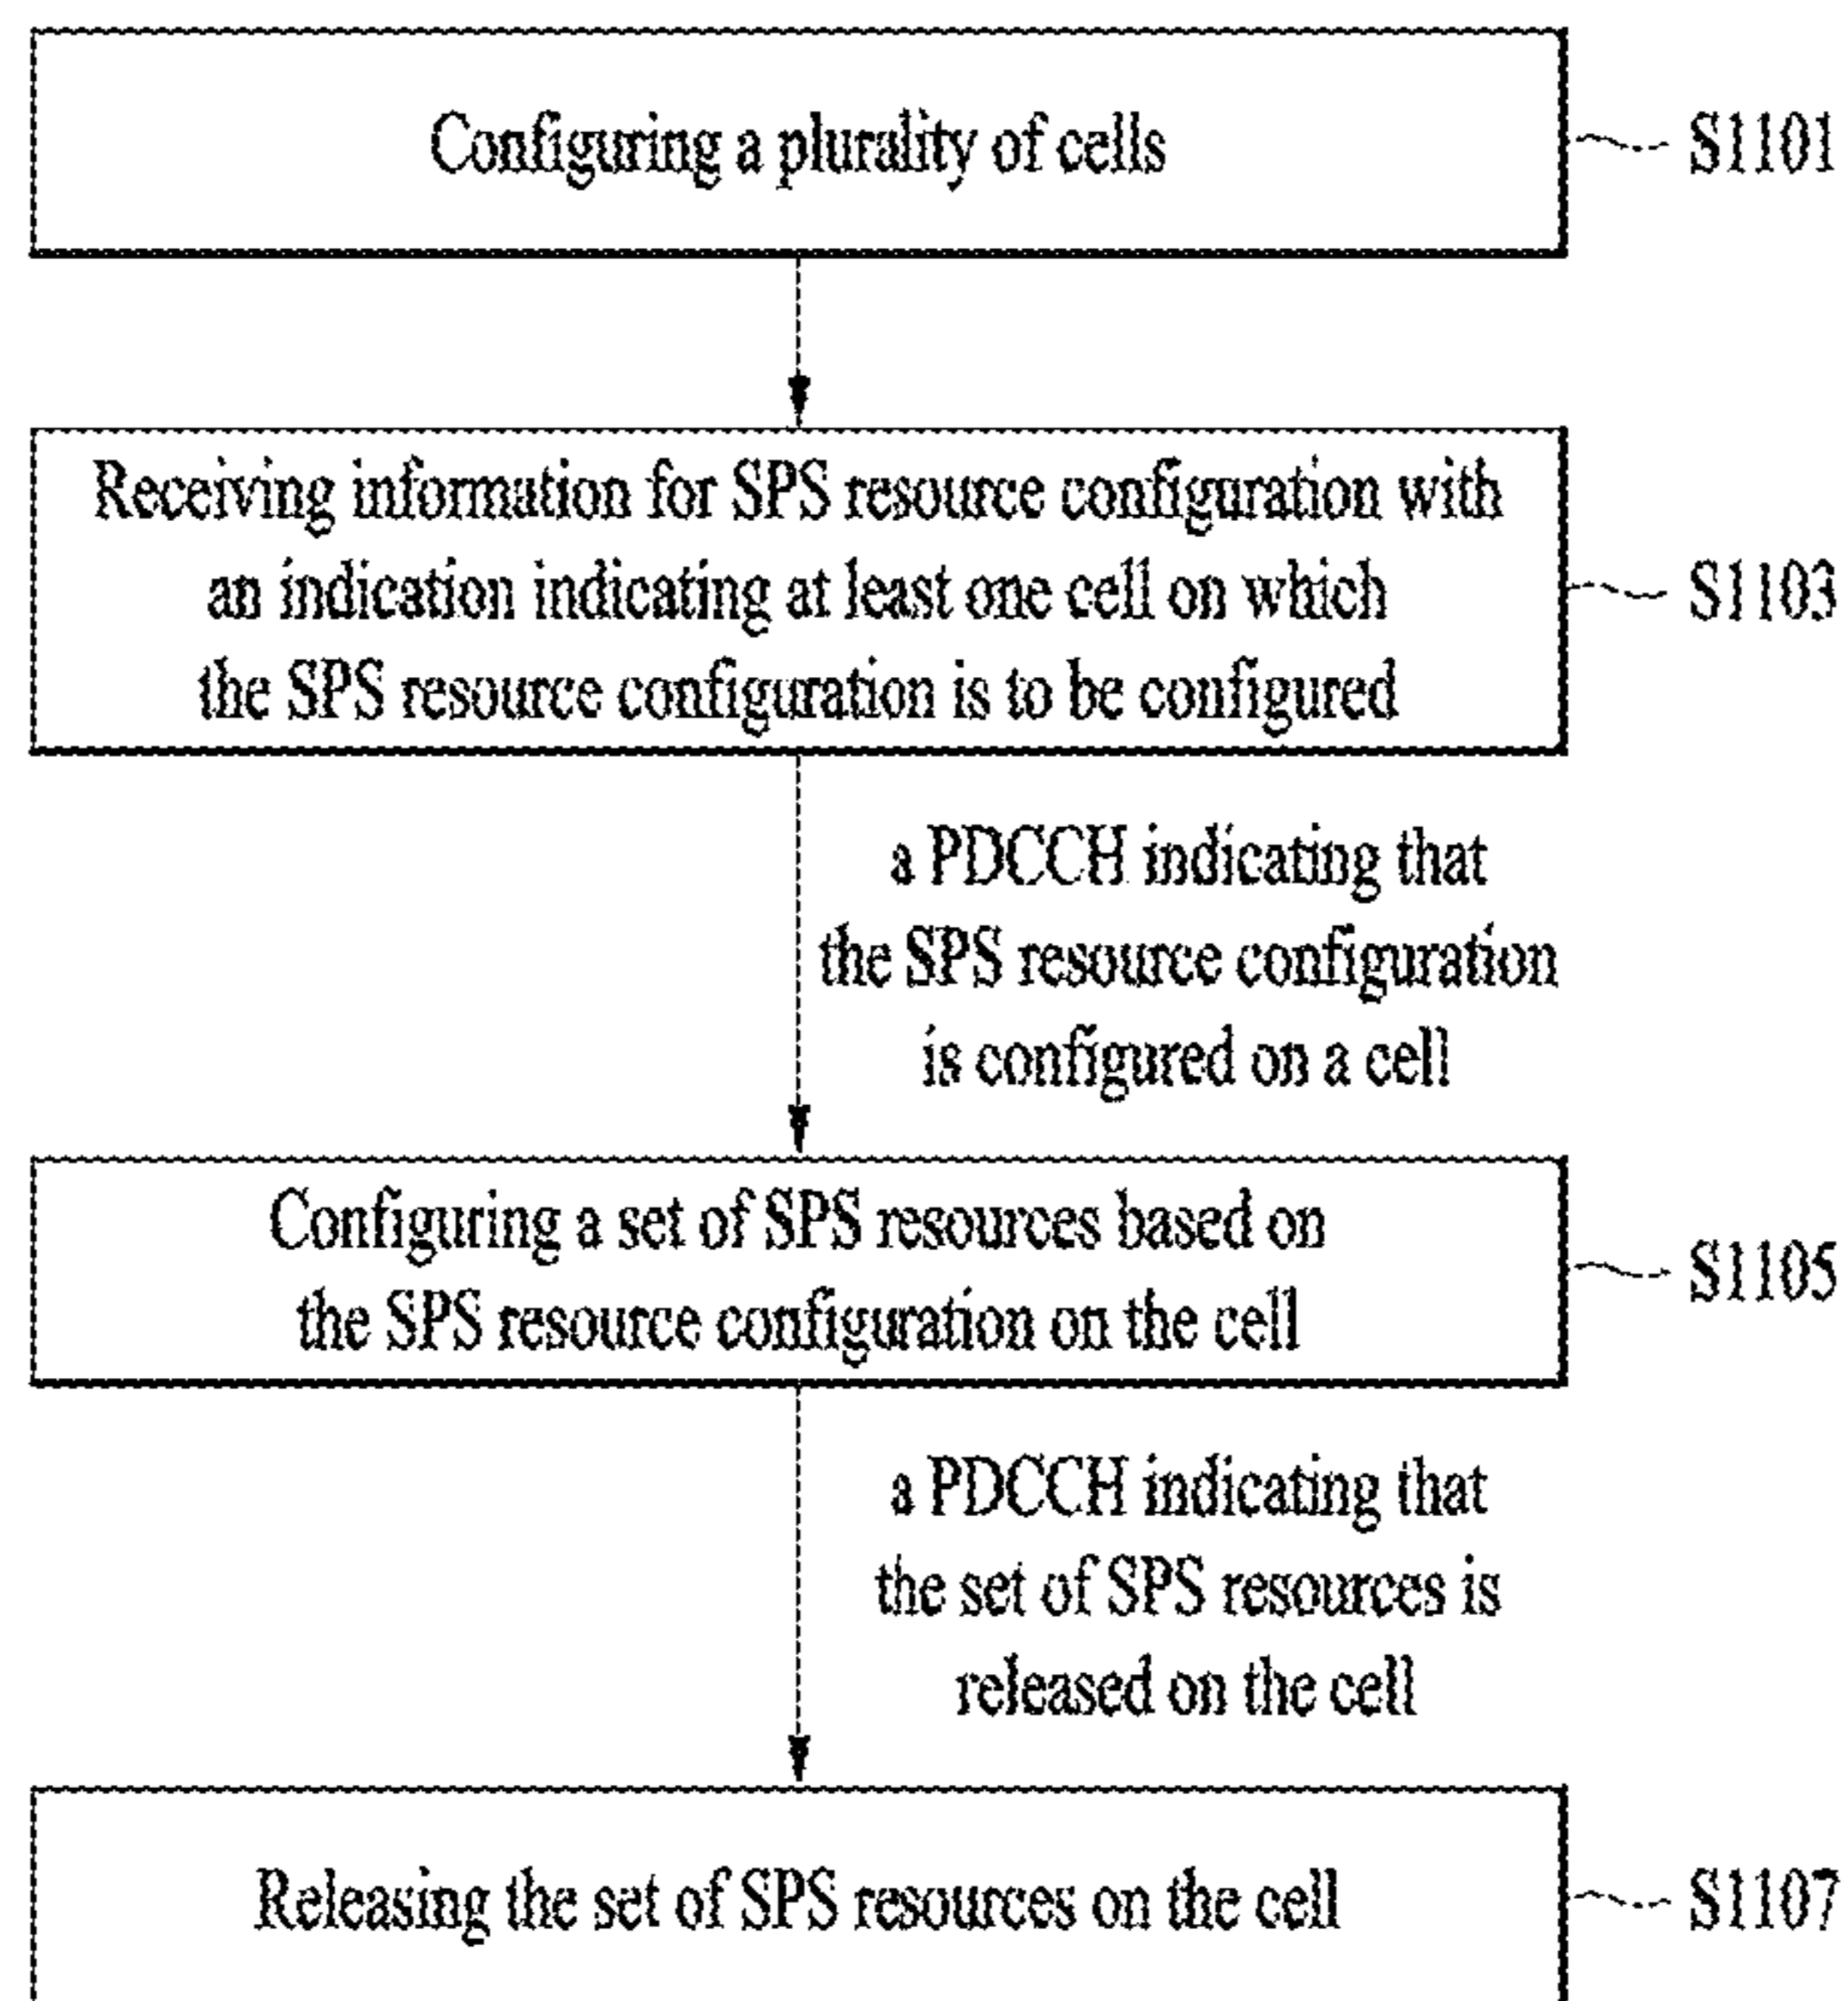 Configuring a plurality of cells
S1101
Receiving information for SPS resource configuration with
an indication indicating at least one cell on which
the SPS resource configuration is to be configured
S1103
a PDCCH indicating that
the SPS resource configuration
is configured on a cell
Configuring a set of SPS resources based on
the SPS resource configuration on the cell
S1105
a PDCCH indicating that
the set of SPS resources is
released on the cell
Releasing the set of SPS resources on the cell
S1107